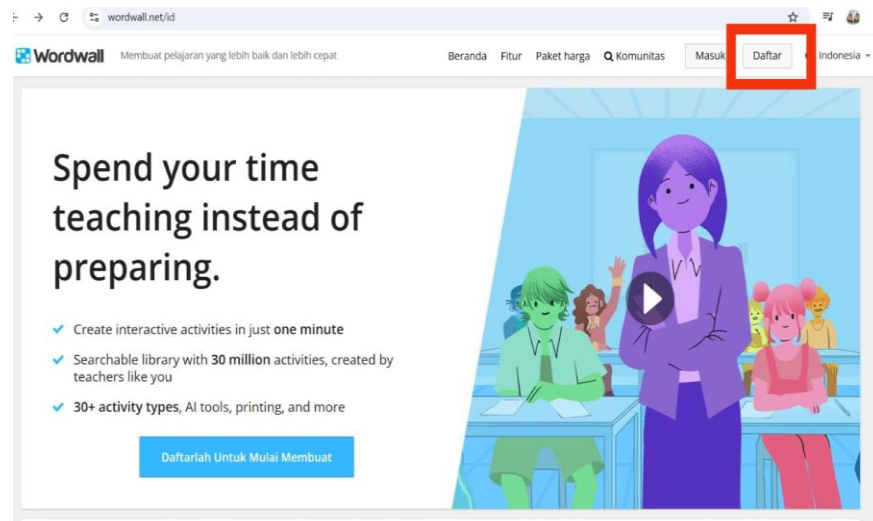 wordwall.net/id
Wordwall Membuat pelajaran yang lebih baik dan lebih cepat Beranda Fitur Paket harga Komunitas Masuk Daftar Indonesia
Spend your time
teaching instead of
preparing.
Create interactive activities in just one minute
Searchable library with 30 million activities, created by
teachers like you
30+ activity types, AI tools, printing, and more
Daftarlah Untuk Mulai Membuat